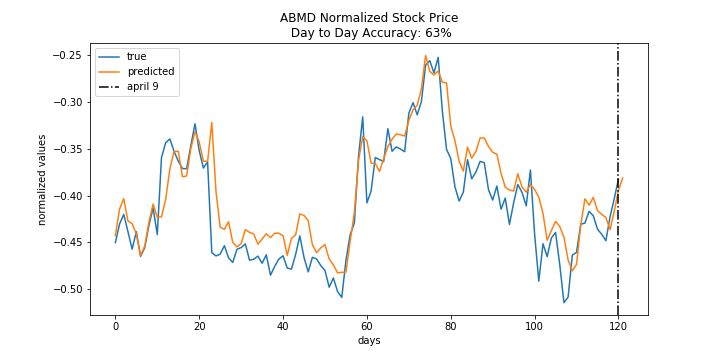 ABMD Normalized Stock Price
Day to Day Accuracy: 63%
true
predicted
april 9
normalized values
−0.25
−0.30
−0.35
−0.40
−0.45
−0.50
0
20
40
60
80
100
120
days